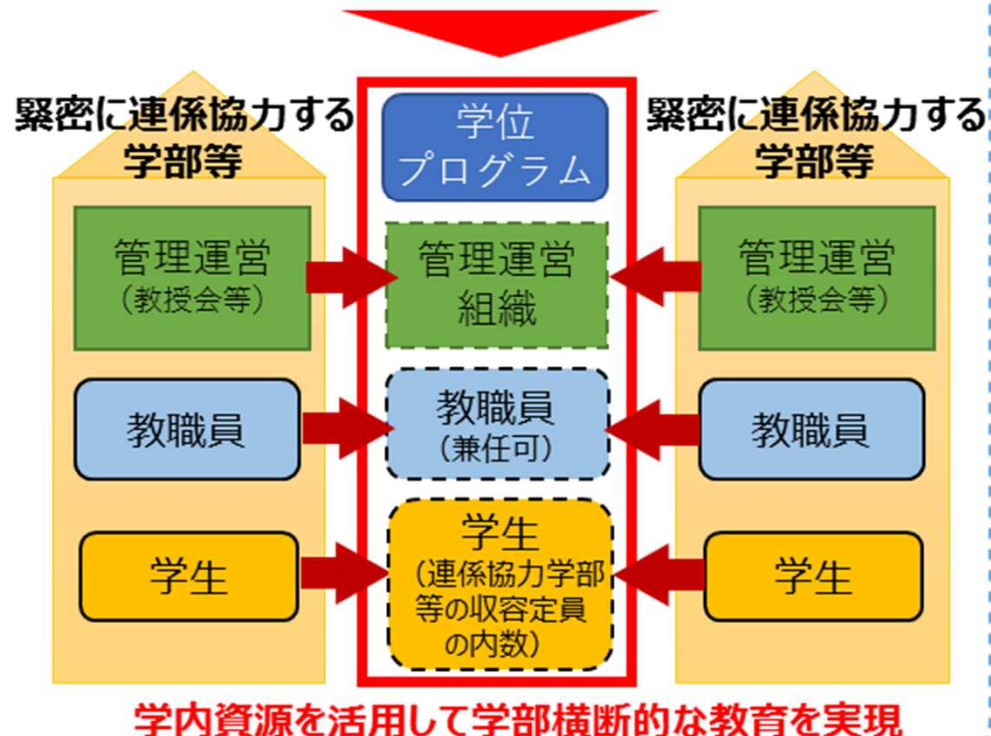 緊密に連係協力する
学部等
管理運営
（教授会等）
教職員
学生
学位
プログラム
管理運営
組織
教職員
（兼任可）
学生
（連係協力学部
等の収容定員
の内数）
緊密に連係協力する
学部等
管理運営
（教授会等）
教職員
学生
学内資源を活用して学部横断的な教育を実現